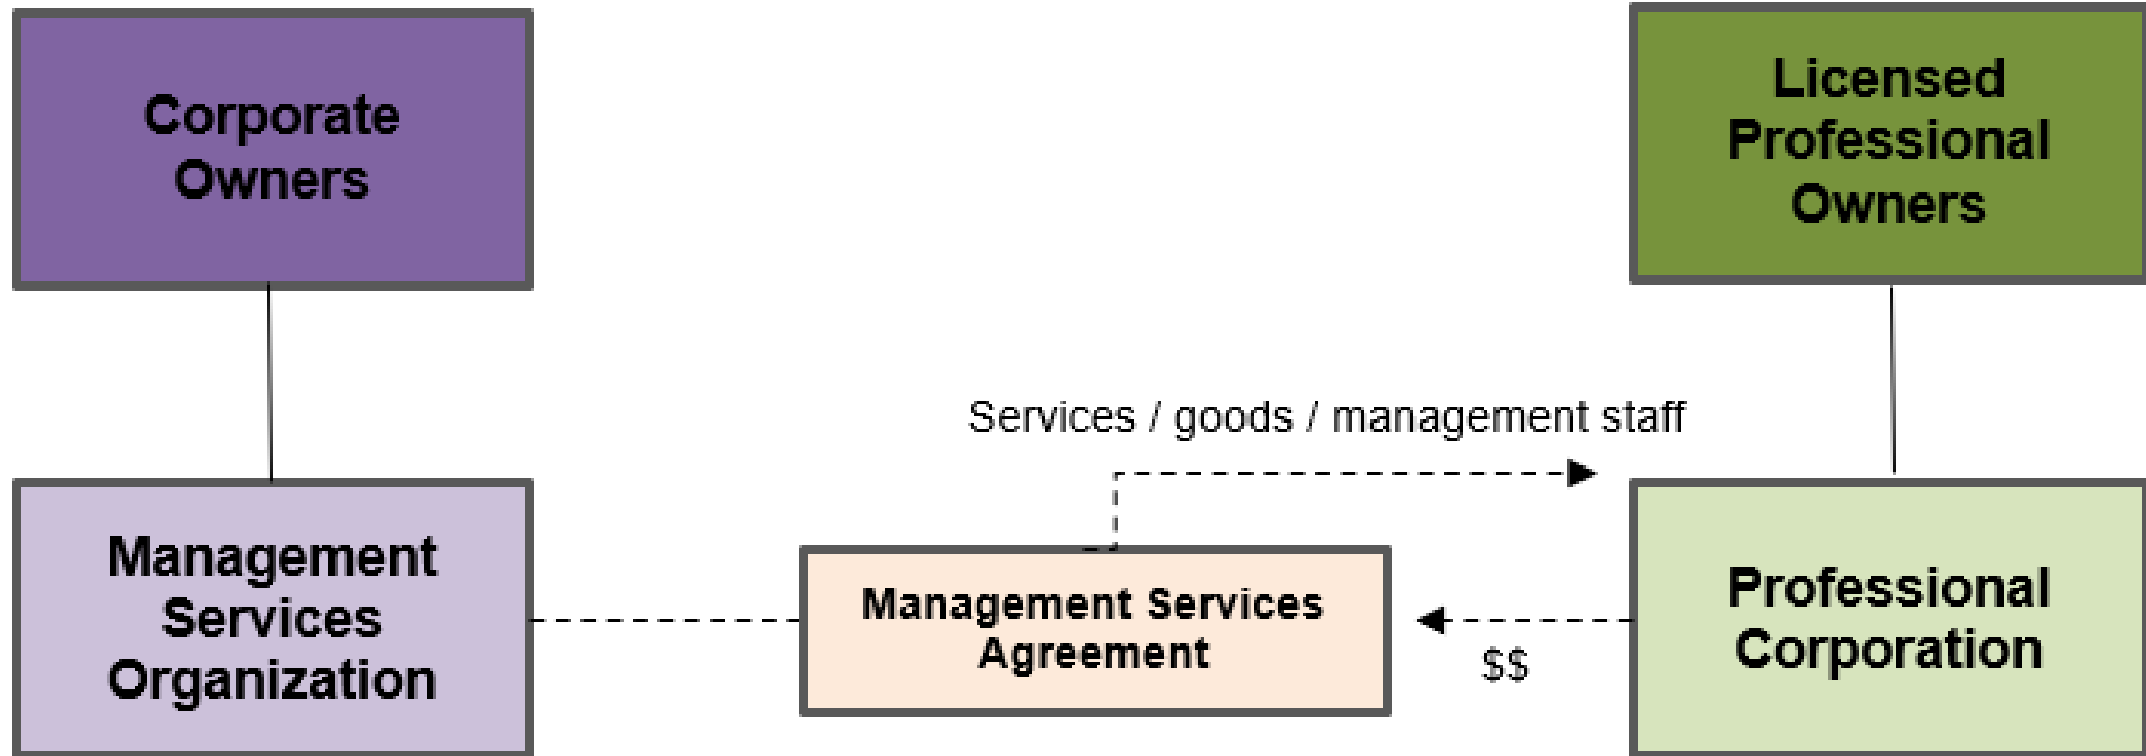 Corporate
Owners
Licensed
Professional
Owners
Services / goods / management staff
Management
Services
Organization
Management Services
Agreement
$$
Professional
Corporation